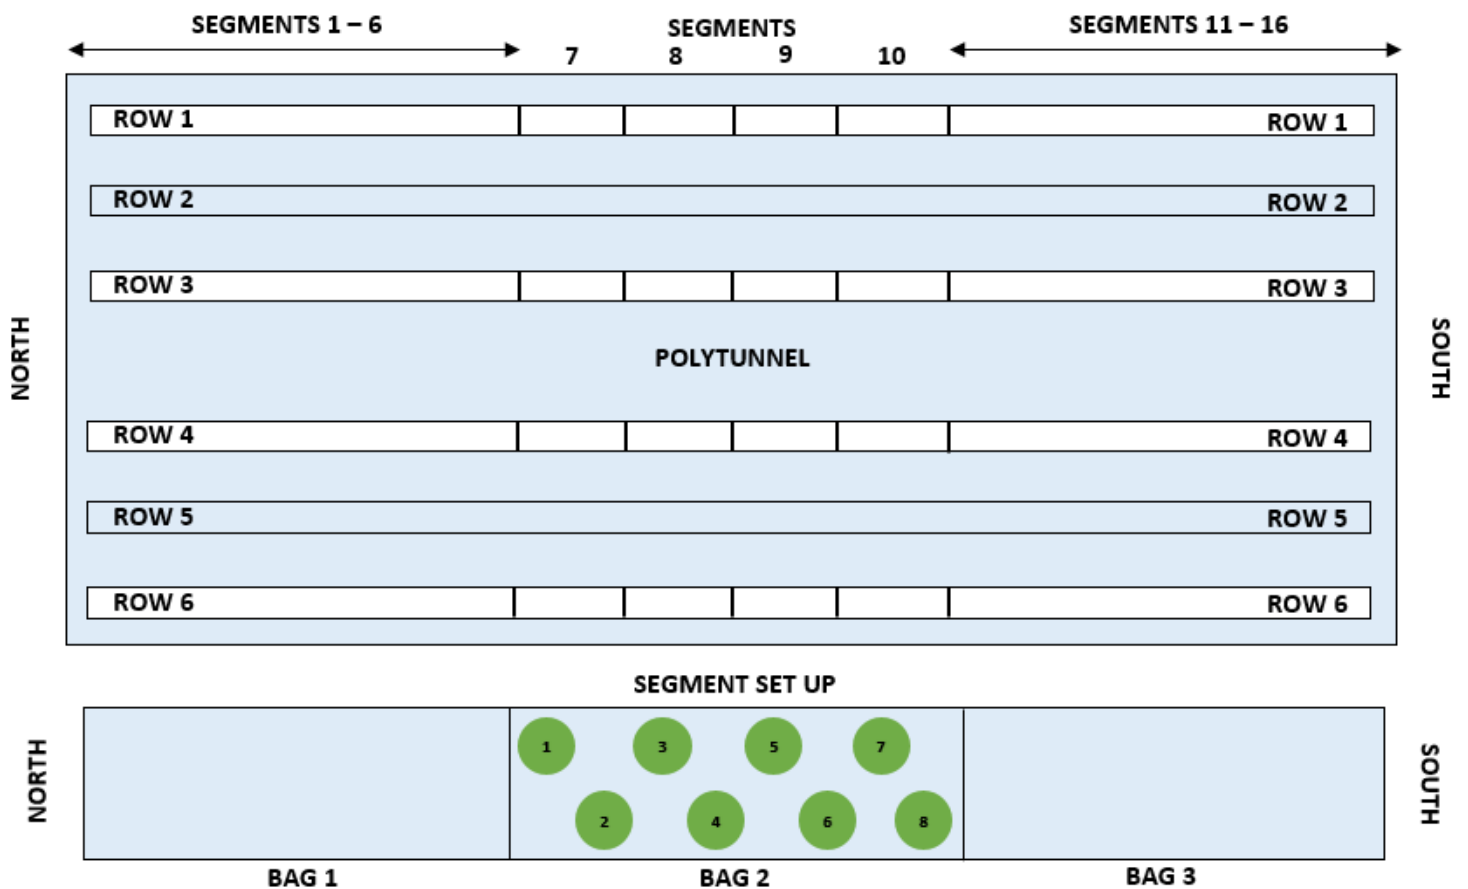 SEGMENTS 1 – 6
SEGMENTS
SEGMENTS 11 – 16
7 8 9 10
ROW 1 ROW 1
ROW 2 ROW 2
ROW 3 ROW 3
NORTH
POLYTUNNEL
SOUTH
ROW 4 ROW 4
ROW 5 ROW 5
ROW 6 ROW 6
SEGMENT SET UP
NORTH
1 3 5 7
2 4 6 8
SOUTH
BAG 1 BAG 2 BAG 3